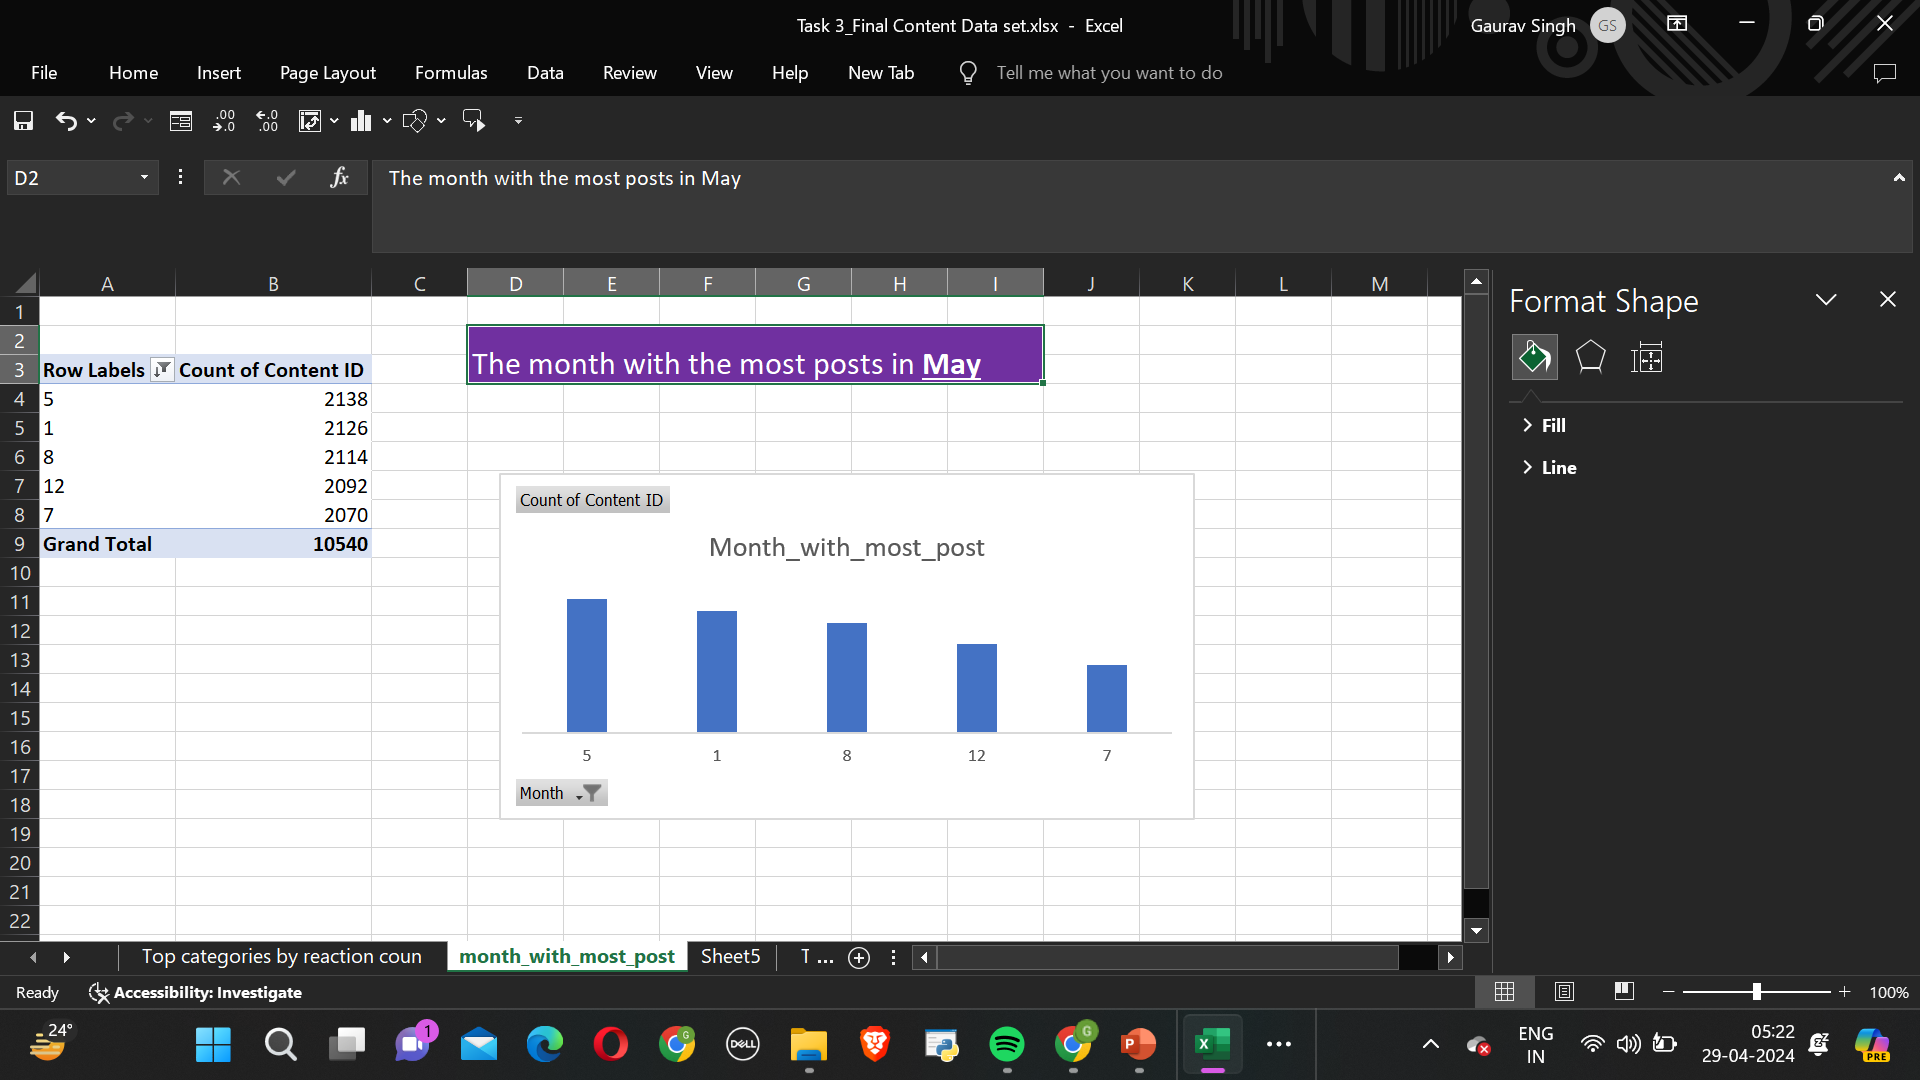 Task 3_Final Content Data set.xlsx - Excel
Gaurav Singh
GS
File Home Insert Page Layout Formulas Data Review View Help New Tab Tell me what you want to do
D2
fx
The month with the most posts in May
A B C D E F G H I J K L M
Format Shape
1
2
The month with the most posts in May
3 Row Labels Count of Content ID
4 5 2138
5 1 2126
6 8 2114
7 12 2092
8 7 2070
9 Grand Total 10540
10
11
12
13
14
15
16
17
18
19
20
21
22
Fill
Line
Count of Content ID
Month_with_most_post
5 1 8 12 7
Month
Top categories by reaction coun month_with_most_post Sheet5 T ...
Ready Accessibility: Investigate 100%
24°
1
G
DELL
G
P
X
ENG
IN
05:22
29-04-2024
PRE